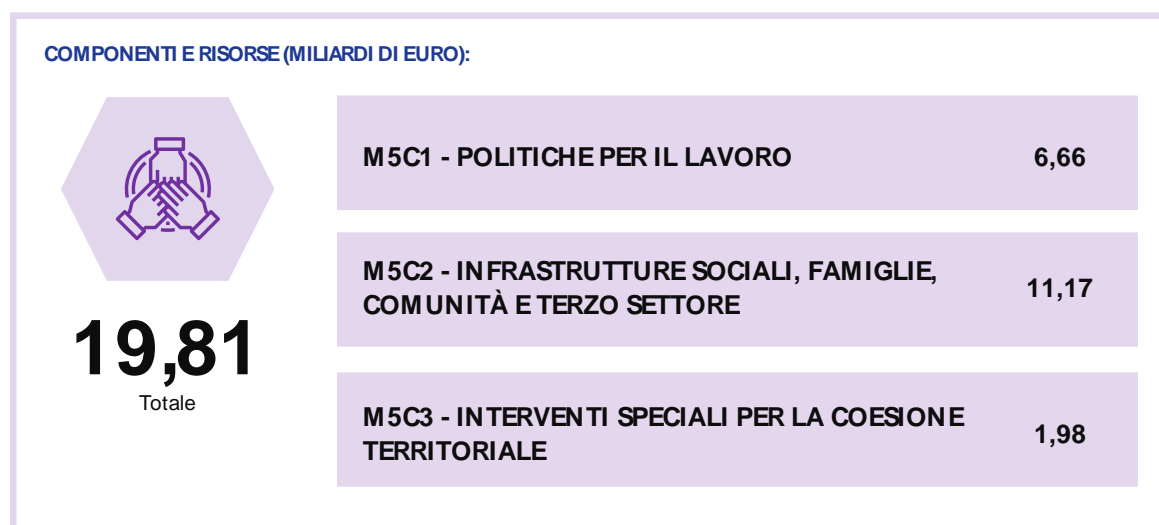 COMPONENTI E RISORSE (MILIARDI DI EURO):
M5C1 - POLITICHE PER IL LAVORO 6,66
M5C2 - INFRASTRUTTURE SOCIALI, FAMIGLIE,
COMUNITÀ E TERZO SETTORE
11,17
19,81
Totale
M5C3 - INTERVENTI SPECIALI PER LA COESIONE
TERRITORIALE
1,98